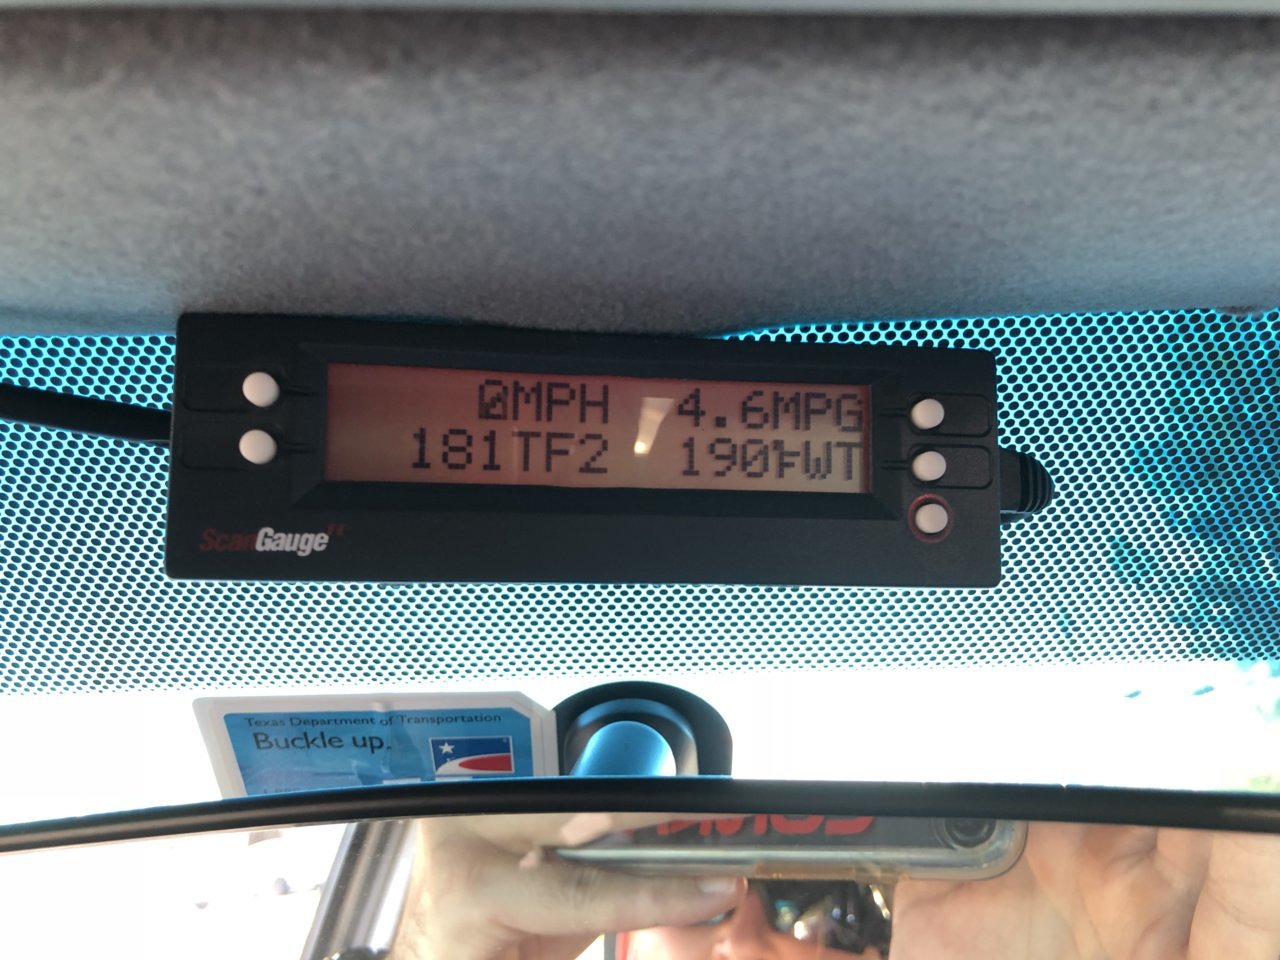 0MPH 4.6MPG
181TF2 190°FWT
ScanGauge II
Texas Department of Transportation
Buckle up.